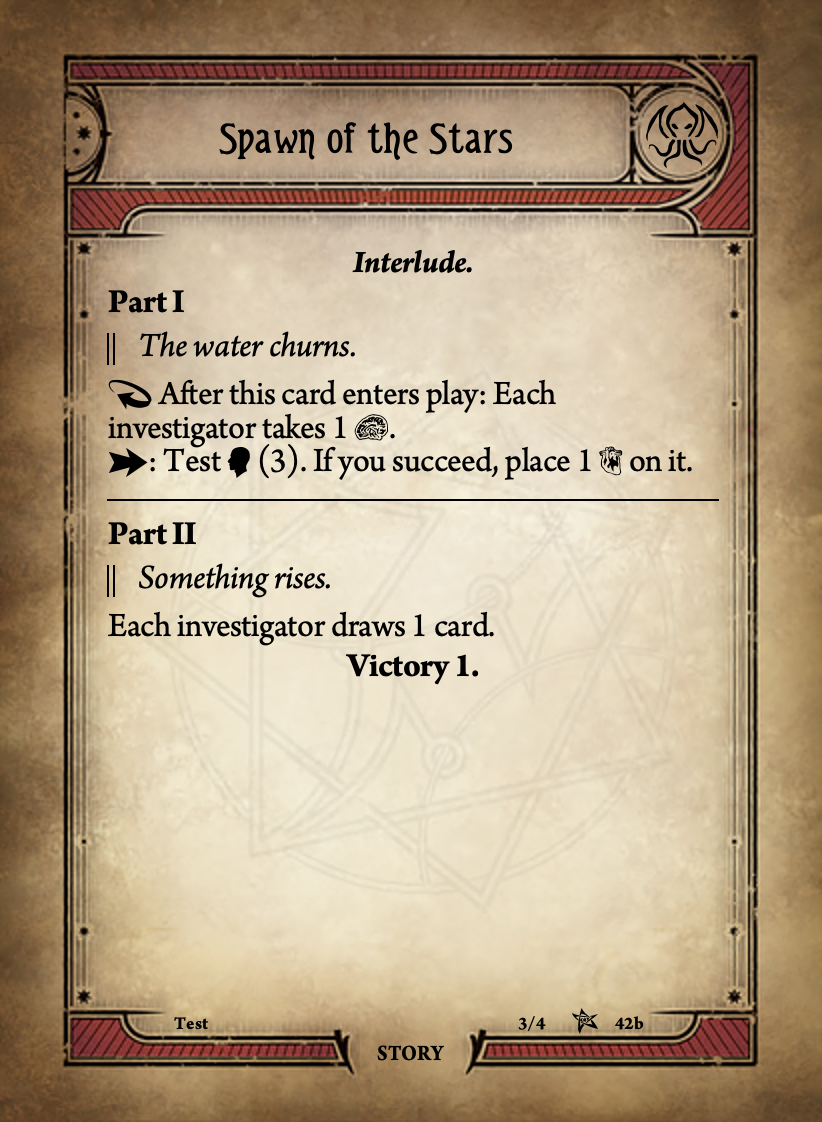 Spawn of the Stars
Interlude.
Part I
The water churns.
After this card enters play: Each
investigator takes 1 .
: Test (3). If you succeed, place 1 on it.
Part II
Something rises.
Each investigator draws 1 card.
Victory 1.
Test 3/4 42b
STORY